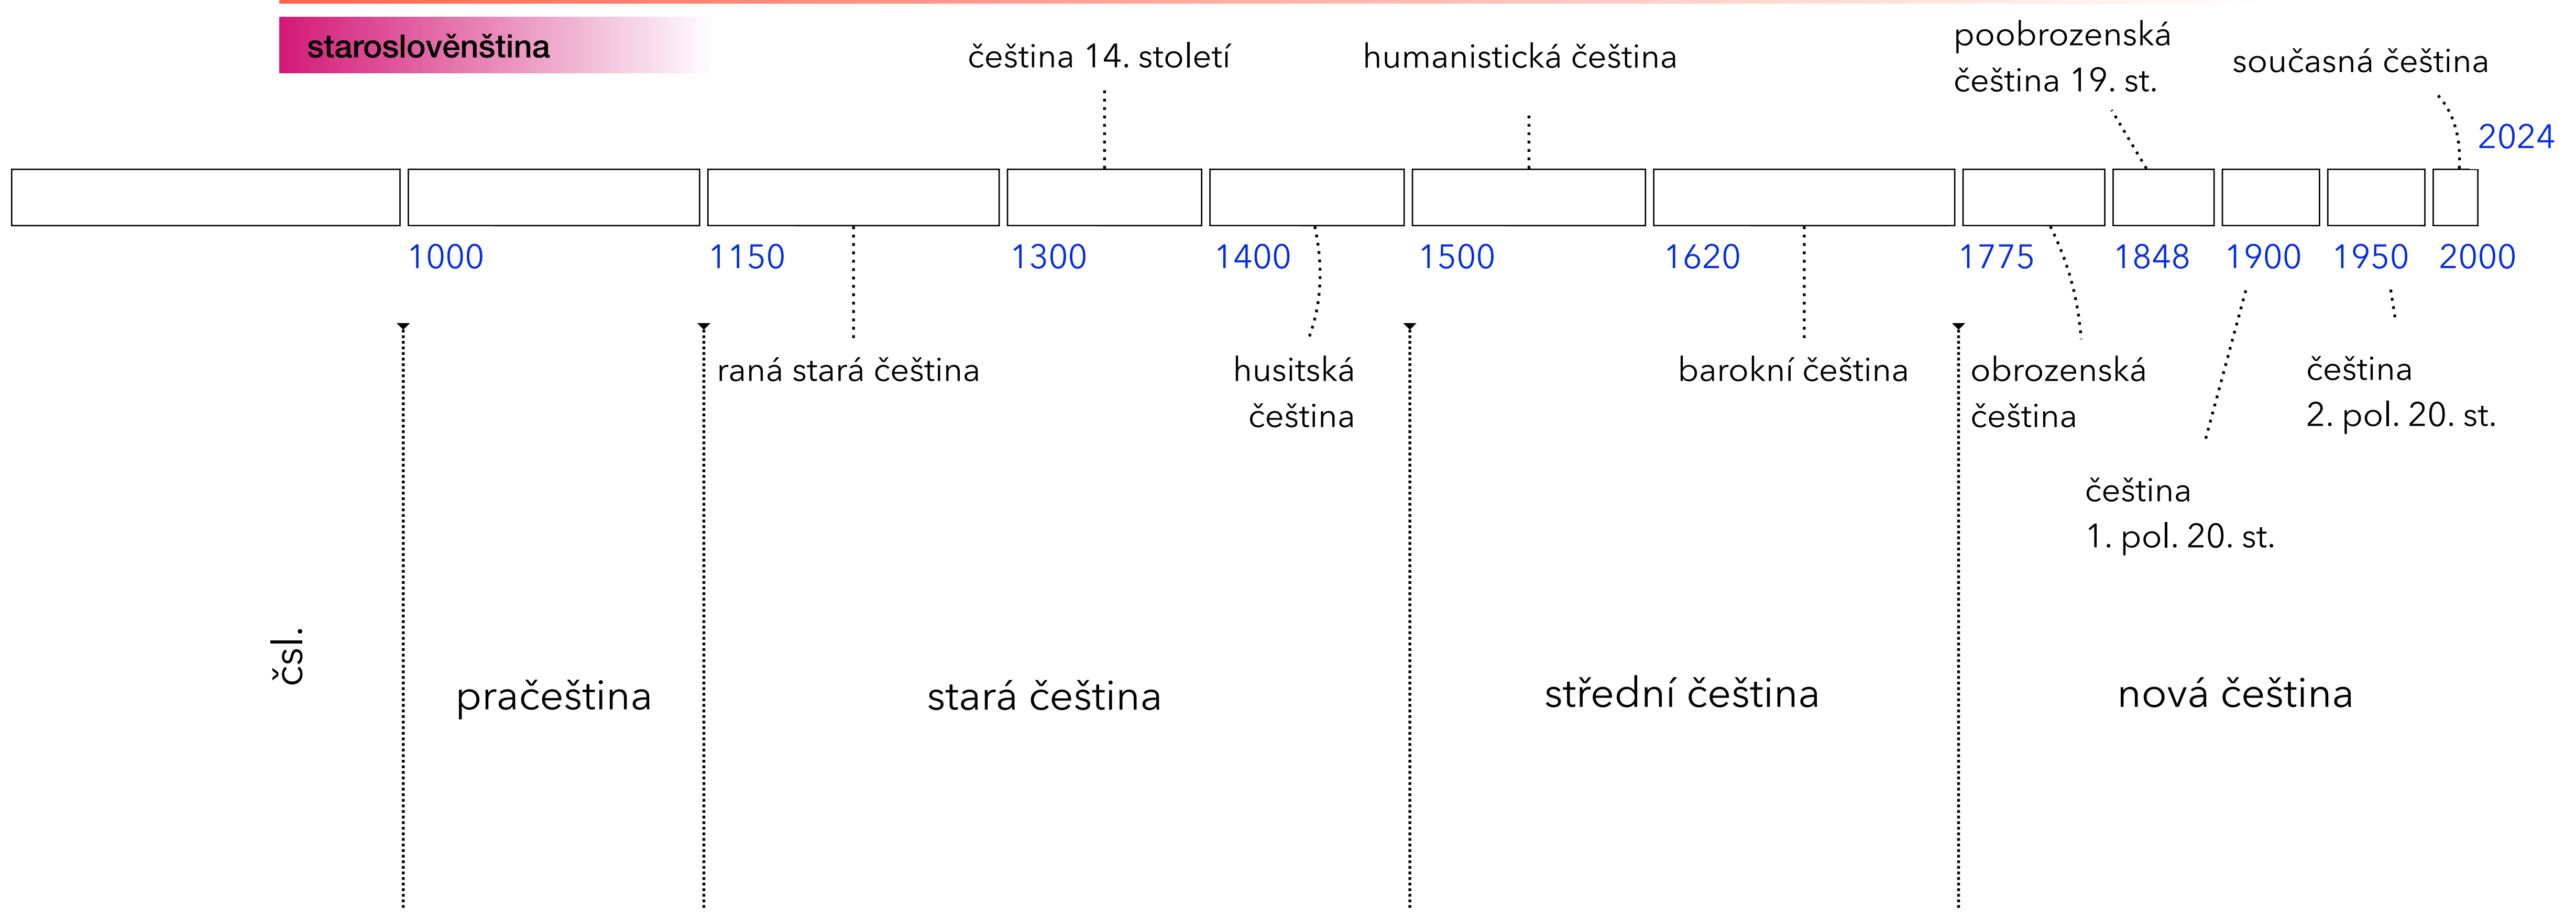 staroslověnština
čeština 14. století
humanistická čeština
poobrozenská
čeština 19. st.
současná čeština
2024
1000
1150
1300
1400
1500
1620
1775
1848
1900
1950
2000
raná stará čeština
husitská
čeština
barokní čeština
obrozenská
čeština
čeština
2. pol. 20. st.
čeština
1. pol. 20. st.
čsl.
pračeština
stará čeština
střední čeština
nová čeština